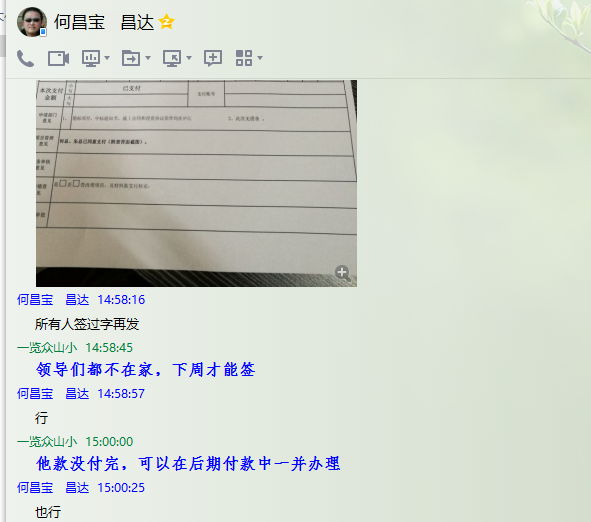 何昌宝 昌达
本次支付
金额
已支付
支付账号
申请部门
意见
何昌宝 昌达 14:58:16
所有人签过字再发
一览众山小 14:58:45
领导们都不在家，下周才能签
何昌宝 昌达 14:58:57
行
一览众山小 15:00:00
他款没付完，可以在后期付款中一并办理
何昌宝 昌达 15:00:25
也行